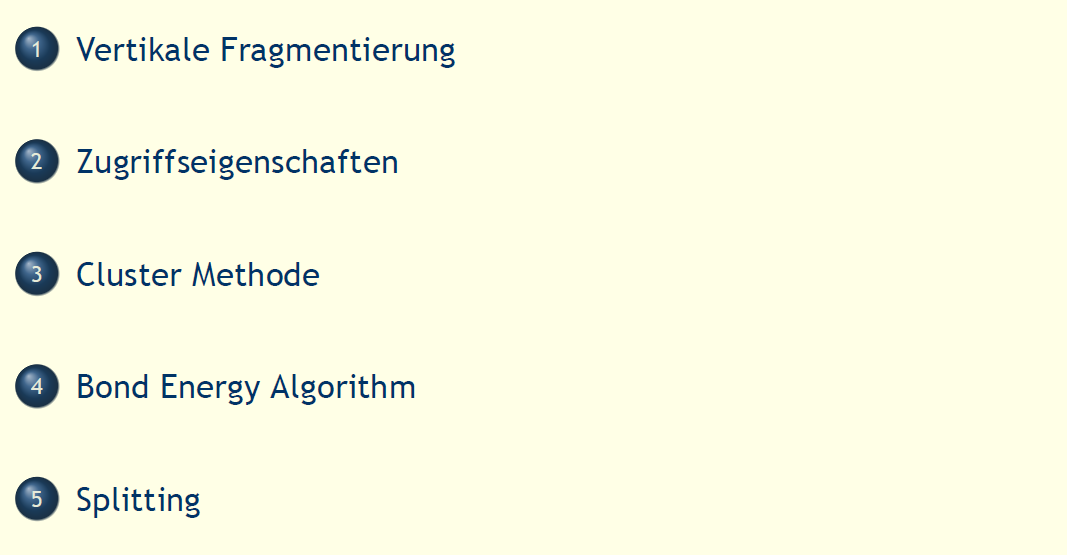 1 Vertikale Fragmentierung
2 Zugriffseigenschaften
3 Cluster Methode
4 Bond Energy Algorithm
5 Splitting